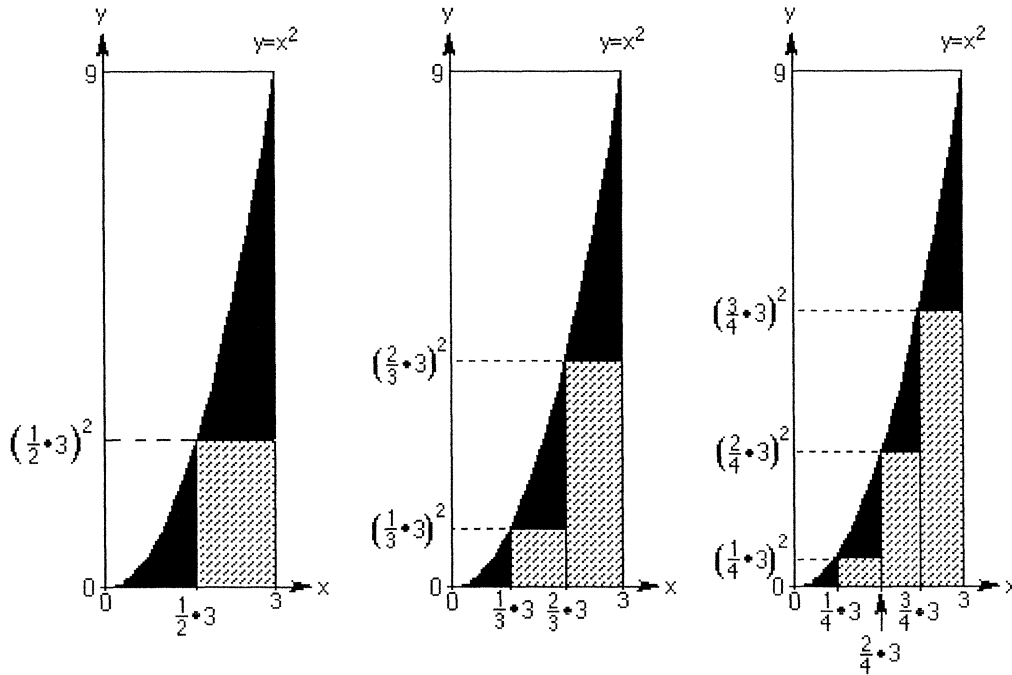 y
y=x²
9
(1/2•3)²
0
0
1/2•3
3
x
y
y=x²
9
(2/3•3)²
(1/3•3)²
0
0
1/3•3
2/3•3
3
x
y
y=x²
9
(3/4•3)²
(2/4•3)²
(1/4•3)²
0
0
1/4•3
3/4•3
3
x
2/4•3